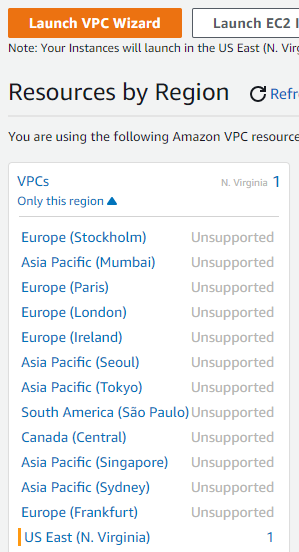 Launch VPC Wizard
Launch EC2 I
Note: Your Instances will launch in the US East (N. Virg
Resources by Region
Refr
You are using the following Amazon VPC resource
VPCs N. Virginia 1
Only this region
Europe (Stockholm) Unsupported
Asia Pacific (Mumbai) Unsupported
Europe (Paris) Unsupported
Europe (London) Unsupported
Europe (Ireland) Unsupported
Asia Pacific (Seoul) Unsupported
Asia Pacific (Tokyo) Unsupported
South America (São Paulo) Unsupported
Canada (Central) Unsupported
Asia Pacific (Singapore) Unsupported
Asia Pacific (Sydney) Unsupported
Europe (Frankfurt) Unsupported
US East (N. Virginia) 1